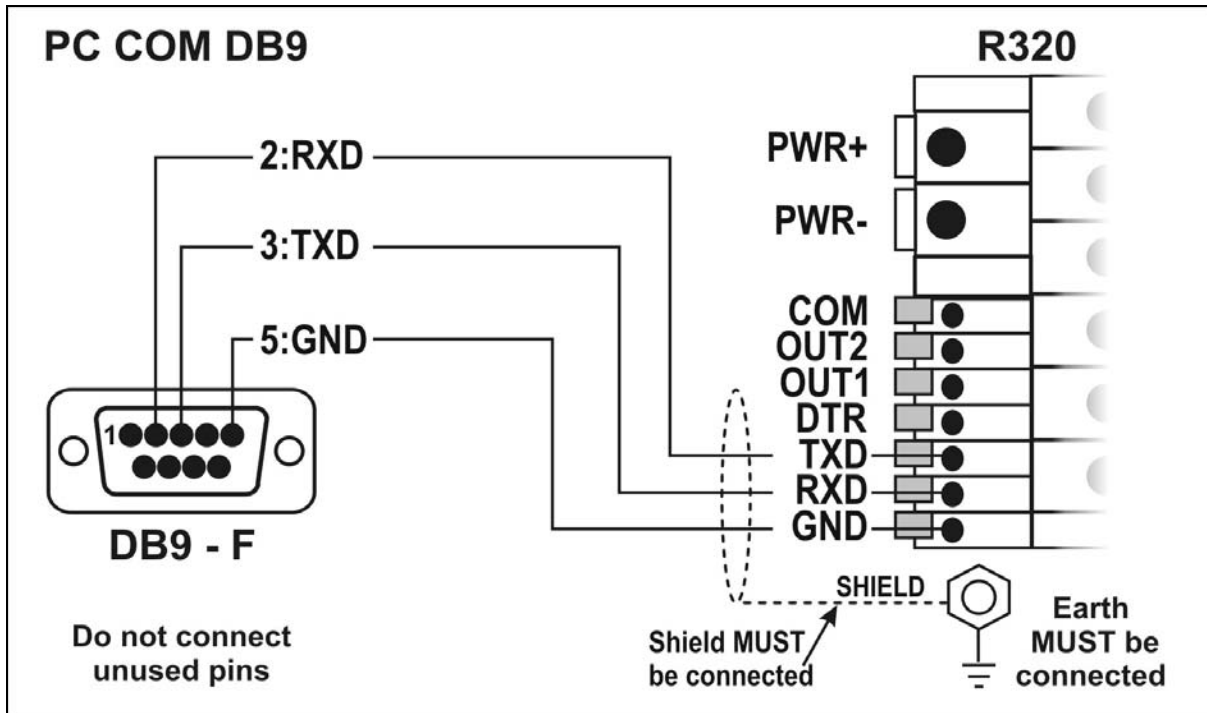 PC COM DB9
R320
2:RXD
3:TXD
5:GND
1
DB9 - F
Do not connect
unused pins
PWR+
PWR-
COM
OUT2
OUT1
DTR
TXD
RXD
GND
SHIELD
Shield MUST
be connected
Earth
MUST be
connected